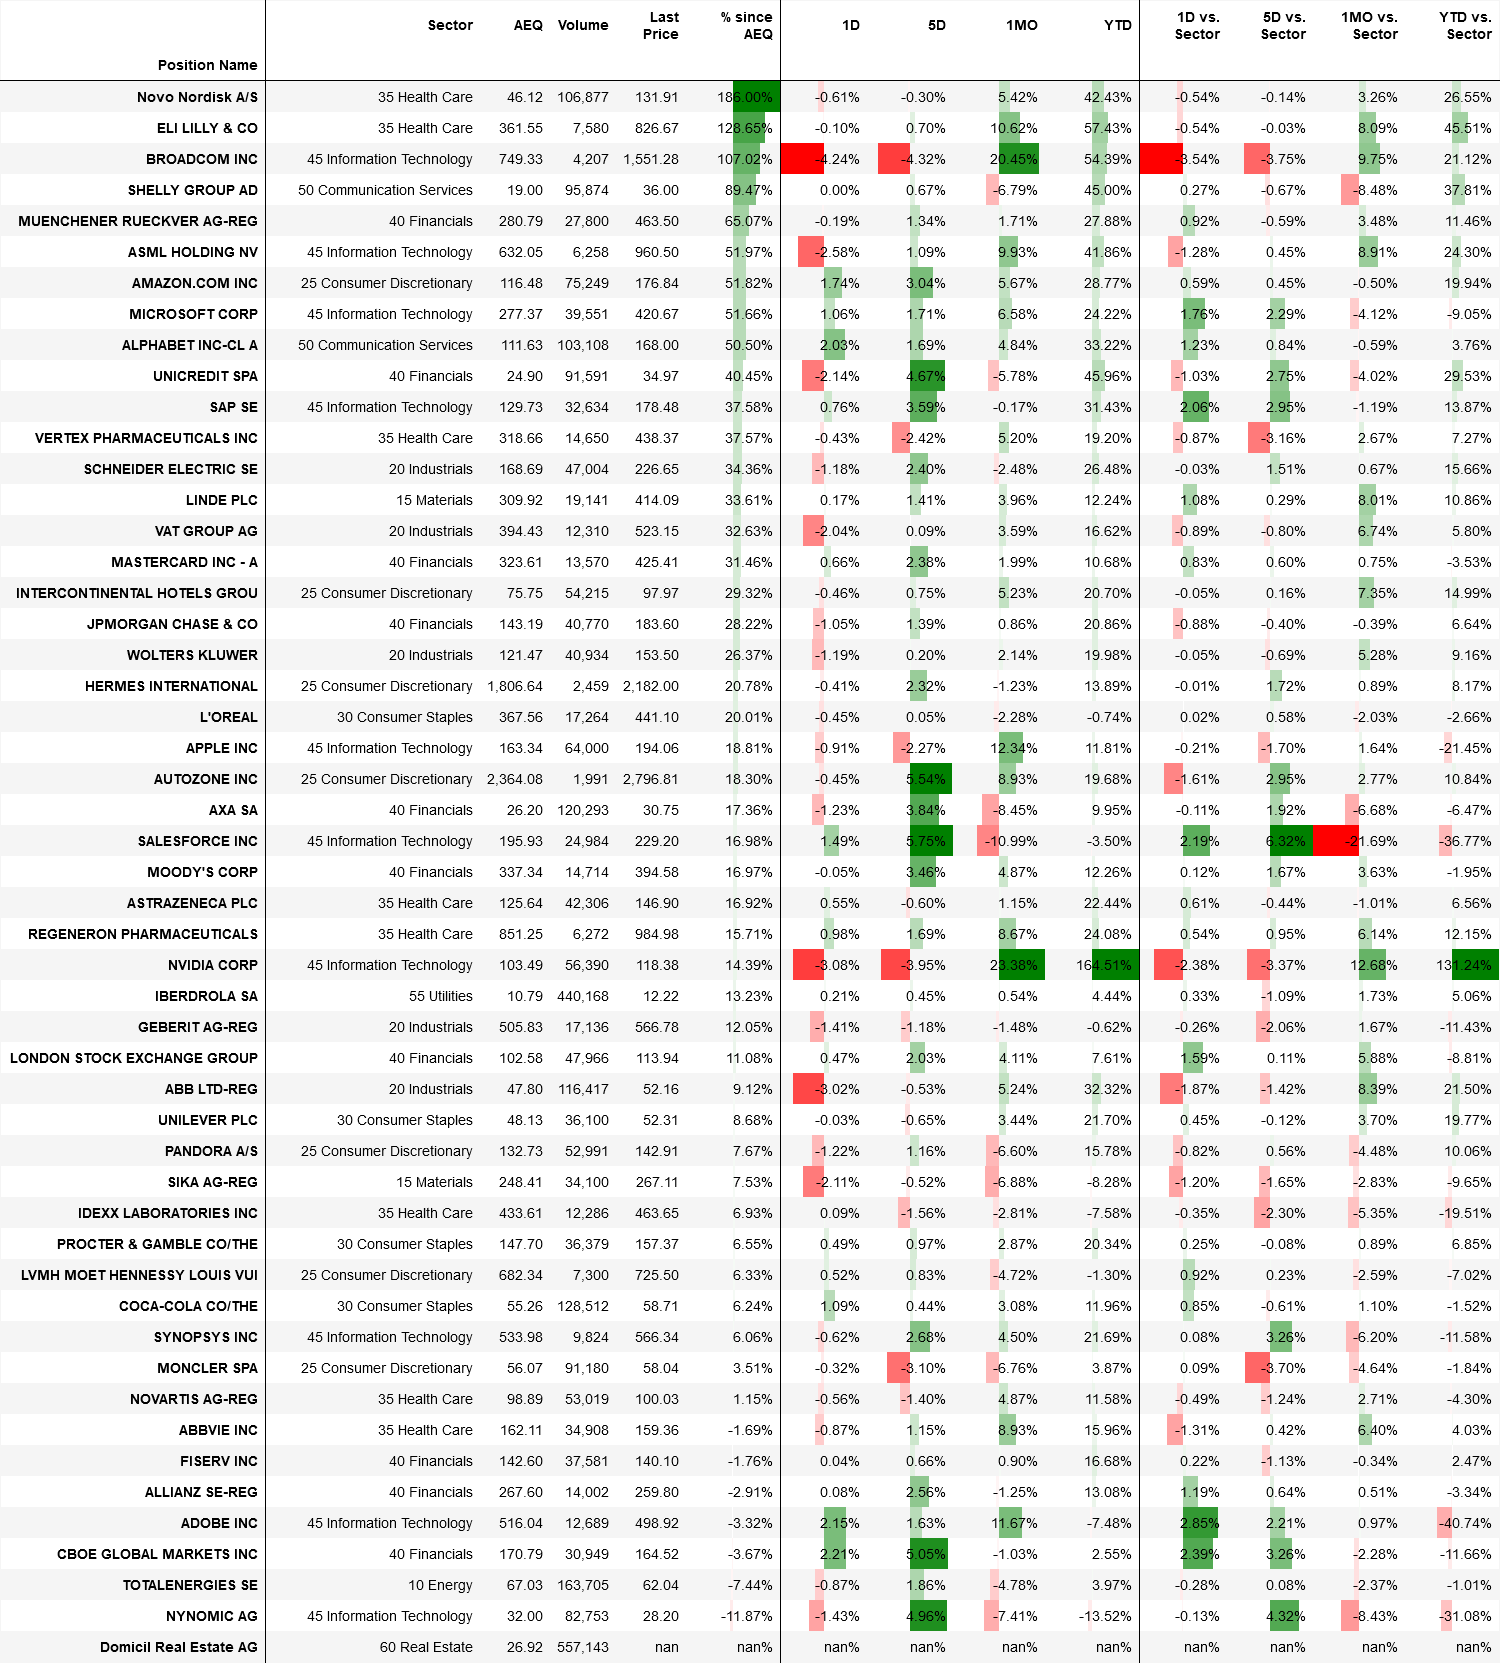 Position Name Sector AEQ Volume Last Price % since AEQ 1D 5D 1MO YTD 1D vs. Sector 5D vs. Sector 1MO vs. Sector YTD vs. Sector
Novo Nordisk A/S 35 Health Care 46.12 106,877 131.91 186.00% -0.61% -0.30% 5.42% 42.43% -0.54% -0.14% 3.26% 26.55%
ELI LILLY & CO 35 Health Care 361.55 7,580 826.67 128.65% -0.10% 0.70% 10.62% 57.43% -0.54% -0.03% 8.09% 45.51%
BROADCOM INC 45 Information Technology 749.33 4,207 1,551.28 107.02% -4.24% -4.32% 20.45% 54.39% -3.54% -3.75% 9.75% 21.12%
SHELLY GROUP AD 50 Communication Services 19.00 95,874 36.00 89.47% 0.00% 0.67% -6.79% 45.00% 0.27% -0.67% -8.48% 37.81%
MUENCHENER RUECKVER AG-REG 40 Financials 280.79 27,800 463.50 65.07% -0.19% 1.34% 1.71% 27.88% 0.92% -0.59% 3.48% 11.46%
ASML HOLDING NV 45 Information Technology 632.05 6,258 960.50 51.97% -2.58% 1.09% 9.93% 41.86% -1.28% 0.45% 8.91% 24.30%
AMAZON.COM INC 25 Consumer Discretionary 116.48 75,249 176.84 51.82% 1.74% 3.04% 5.67% 28.77% 0.59% 0.45% -0.50% 19.94%
MICROSOFT CORP 45 Information Technology 277.37 39,551 420.67 51.66% 1.06% 1.71% 6.58% 24.22% 1.76% 2.29% -4.12% -9.05%
ALPHABET INC-CL A 50 Communication Services 111.63 103,108 168.00 50.50% 2.03% 1.69% 4.84% 33.22% 1.23% 0.84% -0.59% 3.76%
UNICREDIT SPA 40 Financials 24.90 91,591 34.97 40.45% -2.14% 4.67% -5.78% 45.96% -1.03% 2.75% -4.02% 29.53%
SAP SE 45 Information Technology 129.73 32,634 178.48 37.58% 0.76% 3.59% -0.17% 31.43% 2.06% 2.95% -1.19% 13.87%
VERTEX PHARMACEUTICALS INC 35 Health Care 318.66 14,650 438.37 37.57% -0.43% -2.42% 5.20% 19.20% -0.87% -3.16% 2.67% 7.27%
SCHNEIDER ELECTRIC SE 20 Industrials 168.69 47,004 226.65 34.36% -1.18% 2.40% -2.48% 26.48% -0.03% 1.51% 0.67% 15.66%
LINDE PLC 15 Materials 309.92 19,141 414.09 33.61% 0.17% 1.41% 3.96% 12.24% 1.08% 0.29% 8.01% 10.86%
VAT GROUP AG 20 Industrials 394.43 12,310 523.15 32.63% -2.04% 0.09% 3.59% 16.62% -0.89% -0.80% 6.74% 5.80%
MASTERCARD INC - A 40 Financials 323.61 13,570 425.41 31.46% 0.66% 2.38% 1.99% 10.68% 0.83% 0.60% 0.75% -3.53%
INTERCONTINENTAL HOTELS GROU 25 Consumer Discretionary 75.75 54,215 97.97 29.32% -0.46% 0.75% 5.23% 20.70% -0.05% 0.16% 7.35% 14.99%
JPMORGAN CHASE & CO 40 Financials 143.19 40,770 183.60 28.22% -1.05% 1.39% 0.86% 20.86% -0.88% -0.40% -0.39% 6.64%
WOLTERS KLUWER 20 Industrials 121.47 40,934 153.50 26.37% -1.19% 0.20% 2.14% 19.98% -0.05% -0.69% 5.28% 9.16%
HERMES INTERNATIONAL 25 Consumer Discretionary 1,806.64 2,459 2,182.00 20.78% -0.41% 2.32% -1.23% 13.89% -0.01% 1.72% 0.89% 8.17%
L'OREAL 30 Consumer Staples 367.56 17,264 441.10 20.01% -0.45% 0.05% -2.28% -0.74% 0.02% 0.58% -2.03% -2.66%
APPLE INC 45 Information Technology 163.34 64,000 194.06 18.81% -0.91% -2.27% 12.34% 11.81% -0.21% -1.70% 1.64% -21.45%
AUTOZONE INC 25 Consumer Discretionary 2,364.08 1,991 2,796.81 18.30% -0.45% 5.54% 8.93% 19.68% -1.61% 2.95% 2.77% 10.84%
AXA SA 40 Financials 26.20 120,293 30.75 17.36% -1.23% 3.84% -8.45% 9.95% -0.11% 1.92% -6.68% -6.47%
SALESFORCE INC 45 Information Technology 195.93 24,984 229.20 16.98% 1.49% 5.75% -10.99% -3.50% 2.19% 6.32% -21.69% -36.77%
MOODY'S CORP 40 Financials 337.34 14,714 394.58 16.97% -0.05% 3.46% 4.87% 12.26% 0.12% 1.67% 3.63% -1.95%
ASTRAZENECA PLC 35 Health Care 125.64 42,306 146.90 16.92% 0.55% -0.60% 1.15% 22.44% 0.61% -0.44% -1.01% 6.56%
REGENERON PHARMACEUTICALS 35 Health Care 851.25 6,272 984.98 15.71% 0.98% 1.69% 8.67% 24.08% 0.54% 0.95% 6.14% 12.15%
NVIDIA CORP 45 Information Technology 103.49 56,390 118.38 14.39% -3.08% -3.95% 23.38% 164.51% -2.38% -3.37% 12.68% 131.24%
IBERDROLA SA 55 Utilities 10.79 440,168 12.22 13.23% 0.21% 0.45% 0.54% 4.44% 0.33% -1.09% 1.73% 5.06%
GEBERIT AG-REG 20 Industrials 505.83 17,136 566.78 12.05% -1.41% -1.18% -1.48% -0.62% -0.26% -2.06% 1.67% -11.43%
LONDON STOCK EXCHANGE GROUP 40 Financials 102.58 47,966 113.94 11.08% 0.47% 2.03% 4.11% 7.61% 1.59% 0.11% 5.88% -8.81%
ABB LTD-REG 20 Industrials 47.80 116,417 52.16 9.12% -3.02% -0.53% 5.24% 32.32% -1.87% -1.42% 8.39% 21.50%
UNILEVER PLC 30 Consumer Staples 48.13 36,100 52.31 8.68% -0.03% -0.65% 3.44% 21.70% 0.45% -0.12% 3.70% 19.77%
PANDORA A/S 25 Consumer Discretionary 132.73 52,991 142.91 7.67% -1.22% 1.16% -6.60% 15.78% -0.82% 0.56% -4.48% 10.06%
SIKA AG-REG 15 Materials 248.41 34,100 267.11 7.53% -2.11% -0.52% -6.88% -8.28% -1.20% -1.65% -2.83% -9.65%
IDEXX LABORATORIES INC 35 Health Care 433.61 12,286 463.65 6.93% 0.09% -1.56% -2.81% -7.58% -0.35% -2.30% -5.35% -19.51%
PROCTER & GAMBLE CO/THE 30 Consumer Staples 147.70 36,379 157.37 6.55% 0.49% 0.97% 2.87% 20.34% 0.25% -0.08% 0.89% 6.85%
LVMH MOET HENNESSY LOUIS VUI 25 Consumer Discretionary 682.34 7,300 725.50 6.33% 0.52% 0.83% -4.72% -1.30% 0.92% 0.23% -2.59% -7.02%
COCA-COLA CO/THE 30 Consumer Staples 55.26 128,512 58.71 6.24% 1.09% 0.44% 3.08% 11.96% 0.85% -0.61% 1.10% -1.52%
SYNOPSYS INC 45 Information Technology 533.98 9,824 566.34 6.06% -0.62% 2.68% 4.50% 21.69% 0.08% 3.26% -6.20% -11.58%
MONCLER SPA 25 Consumer Discretionary 56.07 91,180 58.04 3.51% -0.32% -3.10% -6.76% 3.87% 0.09% -3.70% -4.64% -1.84%
NOVARTIS AG-REG 35 Health Care 98.89 53,019 100.03 1.15% -0.56% -1.40% 4.87% 11.58% -0.49% -1.24% 2.71% -4.30%
ABBVIE INC 35 Health Care 162.11 34,908 159.36 -1.69% -0.87% 1.15% 8.93% 15.96% -1.31% 0.42% 6.40% 4.03%
FISERV INC 40 Financials 142.60 37,581 140.10 -1.76% 0.04% 0.66% 0.90% 16.68% 0.22% -1.13% -0.34% 2.47%
ALLIANZ SE-REG 40 Financials 267.60 14,002 259.80 -2.91% 0.08% 2.56% -1.25% 13.08% 1.19% 0.64% 0.51% -3.34%
ADOBE INC 45 Information Technology 516.04 12,689 498.92 -3.32% 2.15% 1.63% 11.67% -7.48% 2.85% 2.21% 0.97% -40.74%
CBOE GLOBAL MARKETS INC 40 Financials 170.79 30,949 164.52 -3.67% 2.21% 5.05% -1.03% 2.55% 2.39% 3.26% -2.28% -11.66%
TOTALENERGIES SE 10 Energy 67.03 163,705 62.04 -7.44% -0.87% 1.86% -4.78% 3.97% -0.28% 0.08% -2.37% -1.01%
NYNOMIC AG 45 Information Technology 32.00 82,753 28.20 -11.87% -1.43% 4.96% -7.41% -13.52% -0.13% 4.32% -8.43% -31.08%
Domicil Real Estate AG 60 Real Estate 26.92 557,143 nan nan% nan% nan% nan% nan% nan% nan% nan% nan%